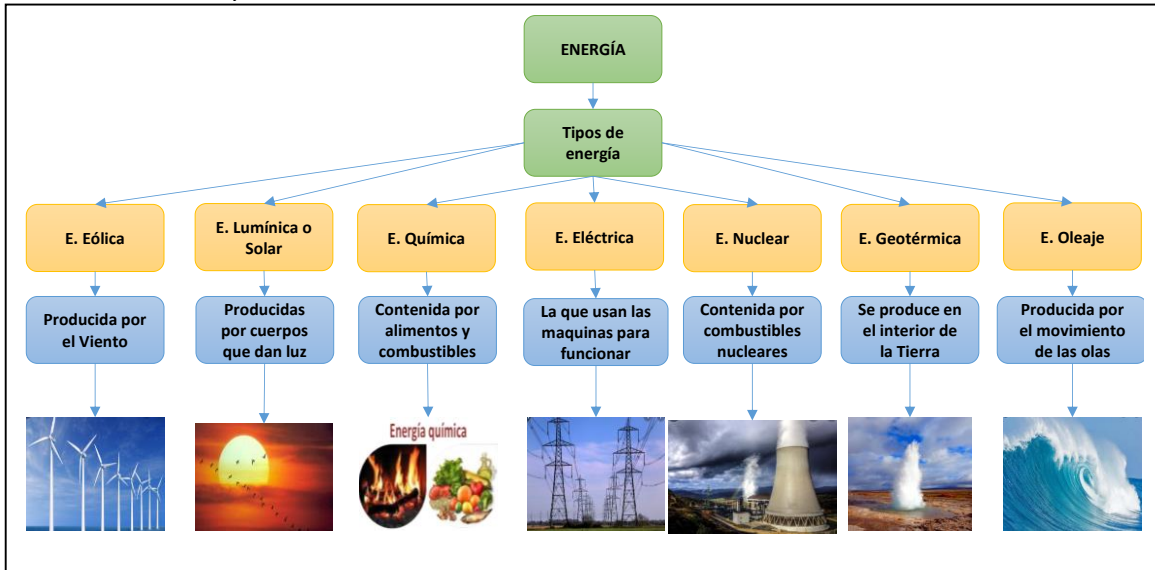 ENERGÍA
Tipos de
energía
E. Eólica
E. Lumínica o
Solar
E. Química
E. Eléctrica
E. Nuclear
E. Geotérmica
E. Oleaje
Producida por
el Viento
Producidas
por cuerpos
que dan luz
Contenida por
alimentos y
combustibles
La que usan las
maquinas para
funcionar
Contenida por
combustibles
nucleares
Se produce en
el interior de
la Tierra
Producida por
el movimiento
de las olas
Energía química